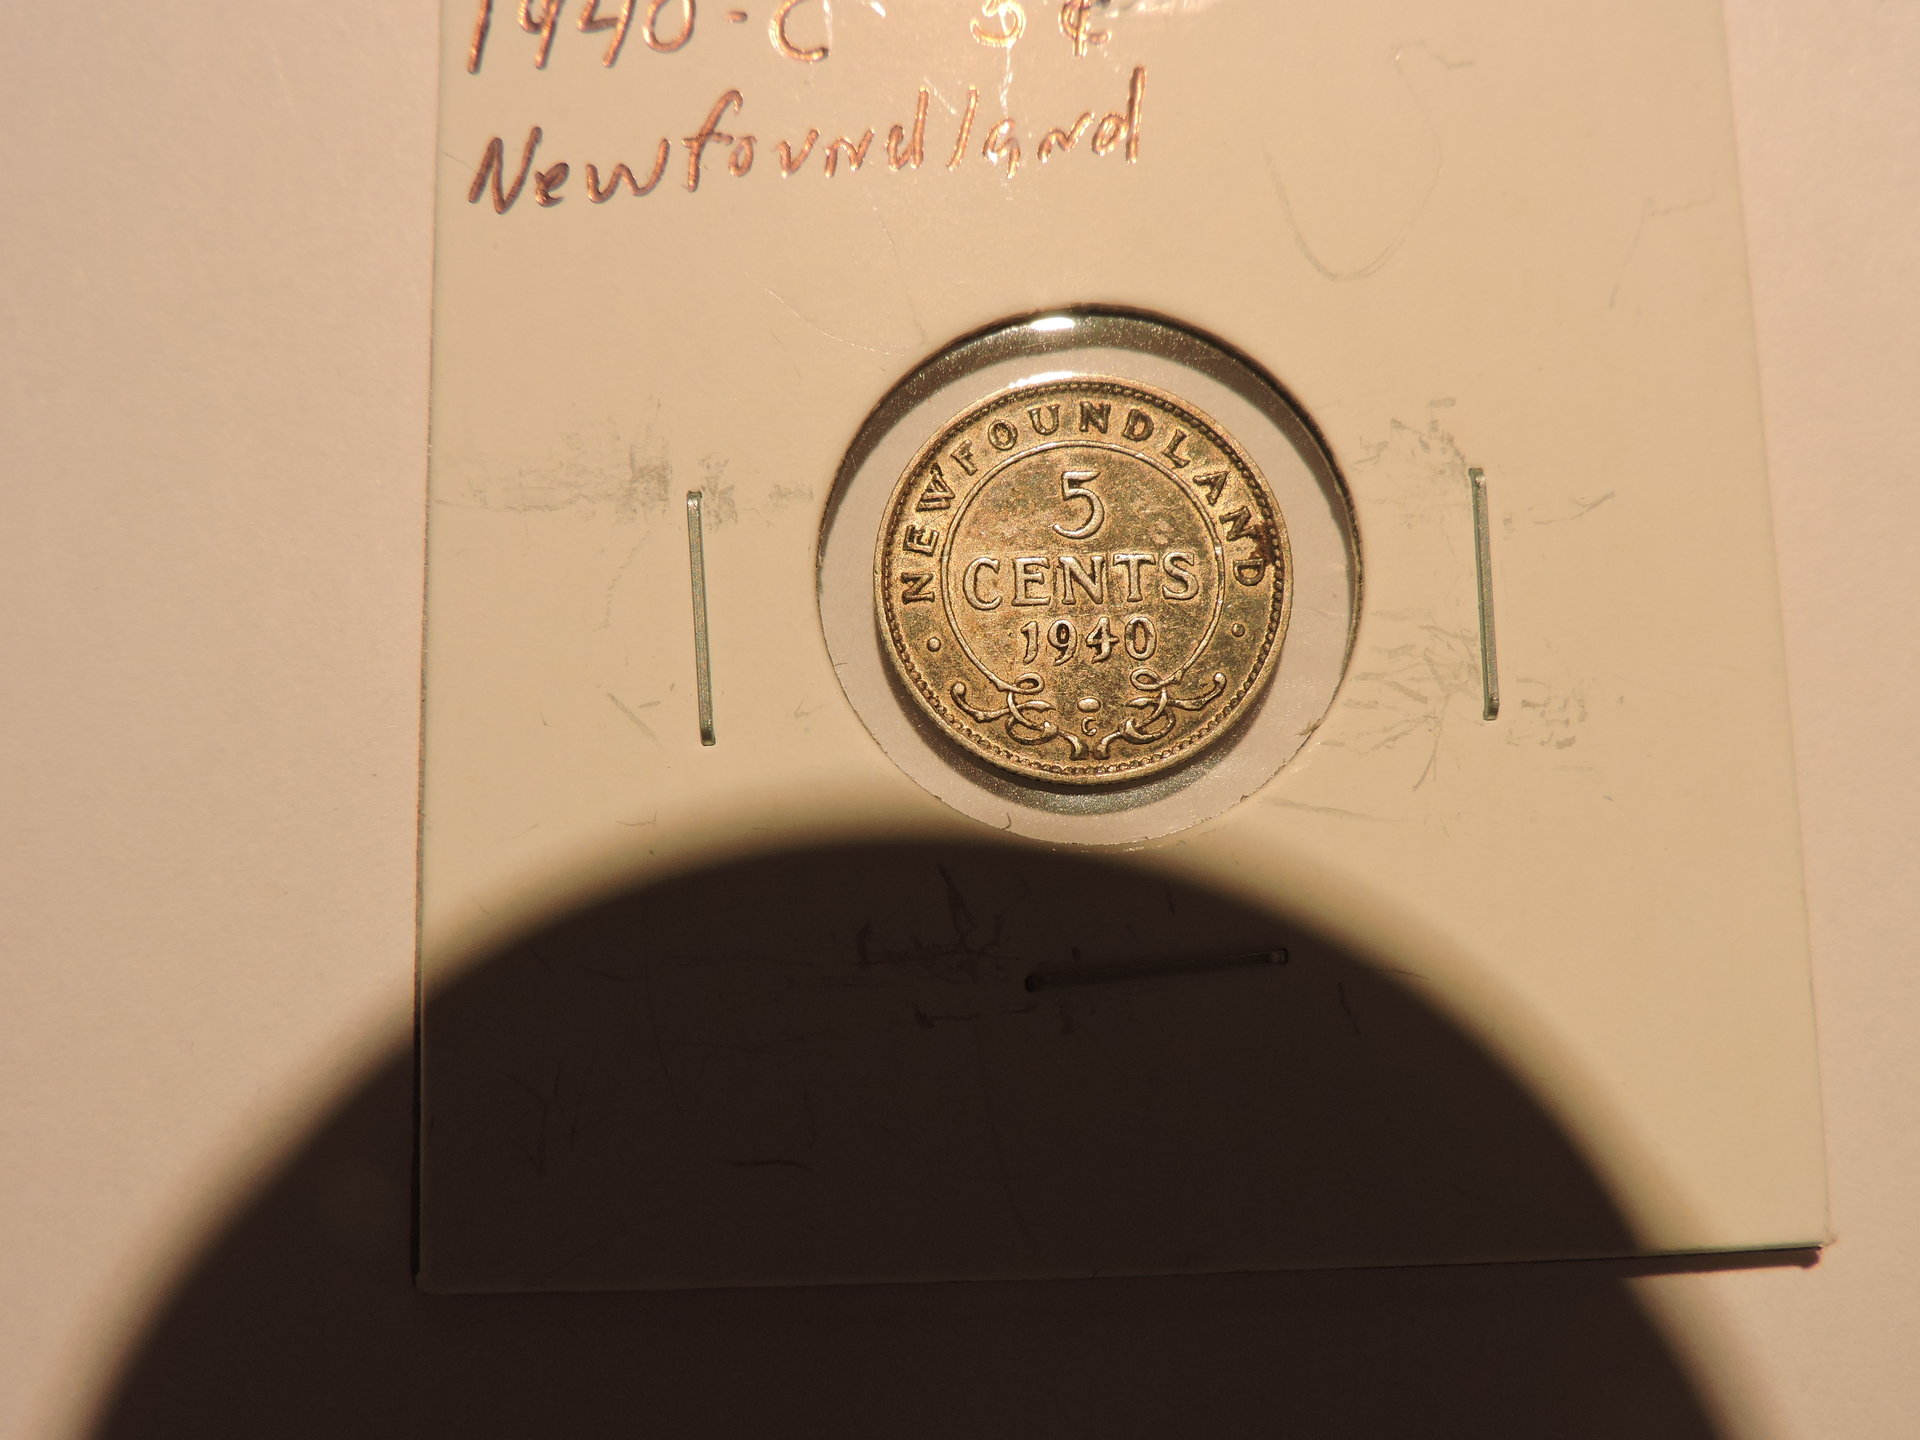 1940-C 5¢
Newfoundland
NEWFOUNDLAND
5
CENTS
1940
C